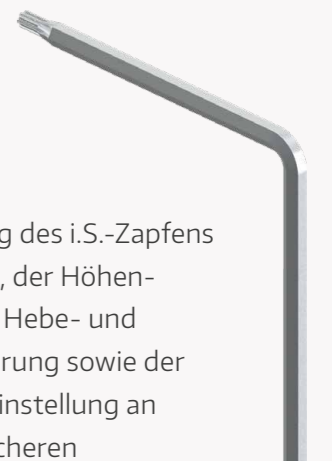 g des i.S.-Zapfens
, der Höhen-
Hebe- und
rung sowie der
instellung an
cheren